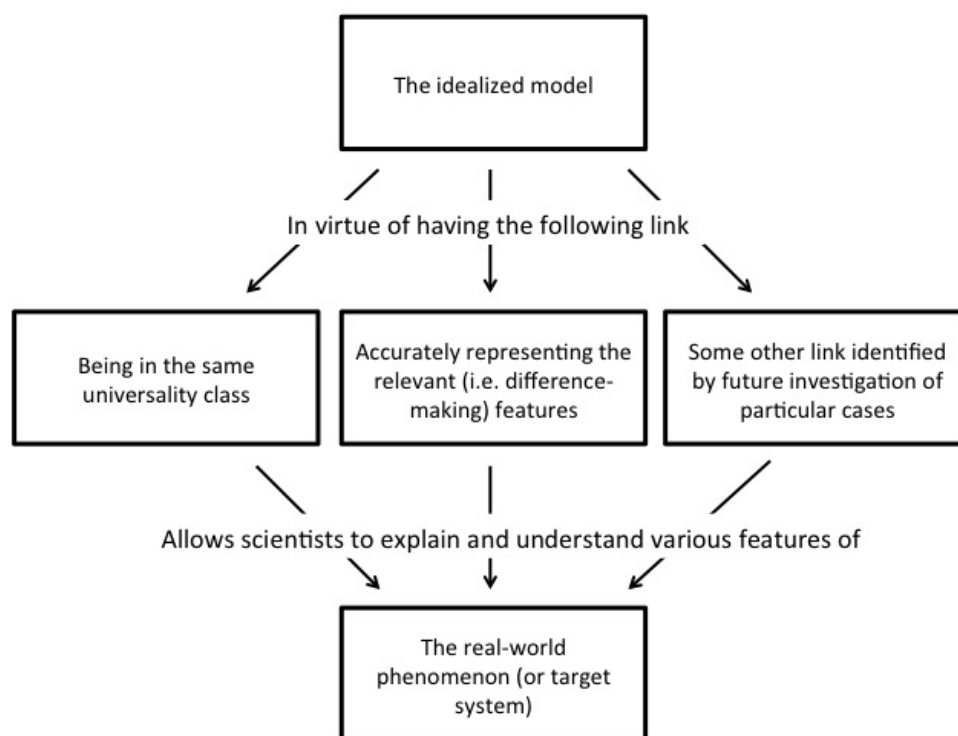 The idealized model
In virtue of having the following link
Being in the same
universality class
Accurately representing the
relevant (i.e. difference-
making) features
Some other link identified
by future investigation of
particular cases
Allows scientists to explain and understand various features of
The real-world
phenomenon (or target
system)